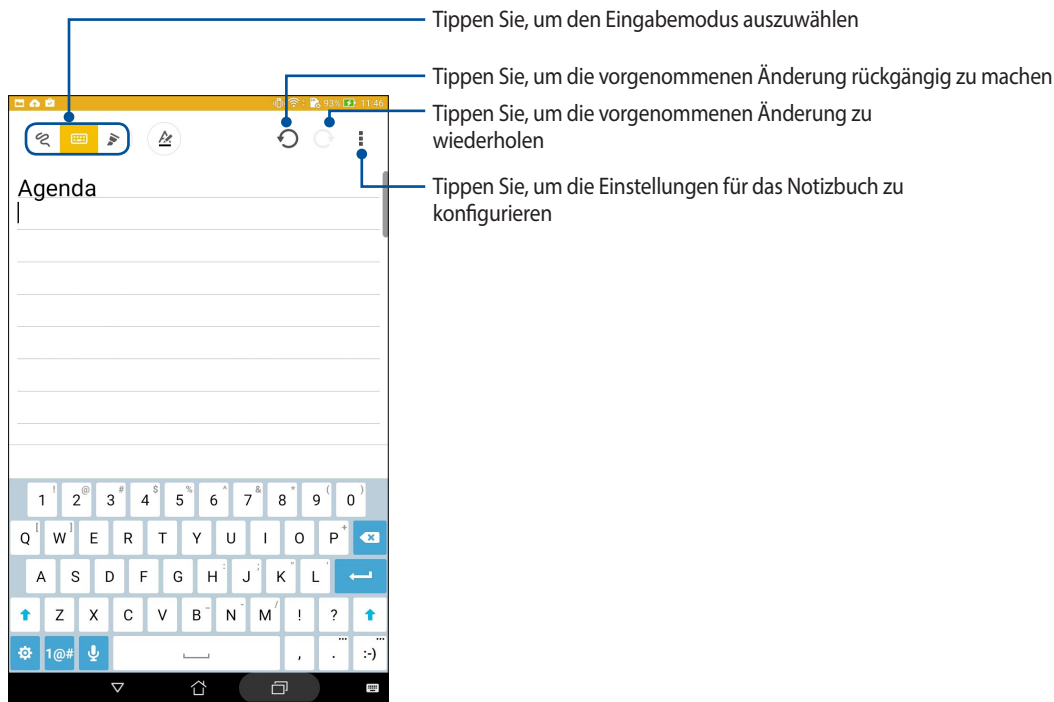 Tippen Sie, um den Eingabemodus auszuwählen
Tippen Sie, um die vorgenommenen Änderung rückgängig zu machen
Tippen Sie, um die vorgenommenen Änderung zu
wiederholen
Tippen Sie, um die Einstellungen für das Notizbuch zu
konfigurieren
93% 11:46
Agenda
1 ! 2 @ 3 # 4 $ 5 % 6 ^ 7 & 8 * 9 ( 0 )
Q [ W ] E R T Y U I O P +
A S D F G H : J ; K " L '
Z X C V B _ N - M / ! ?
1@# , . ... :-) ...